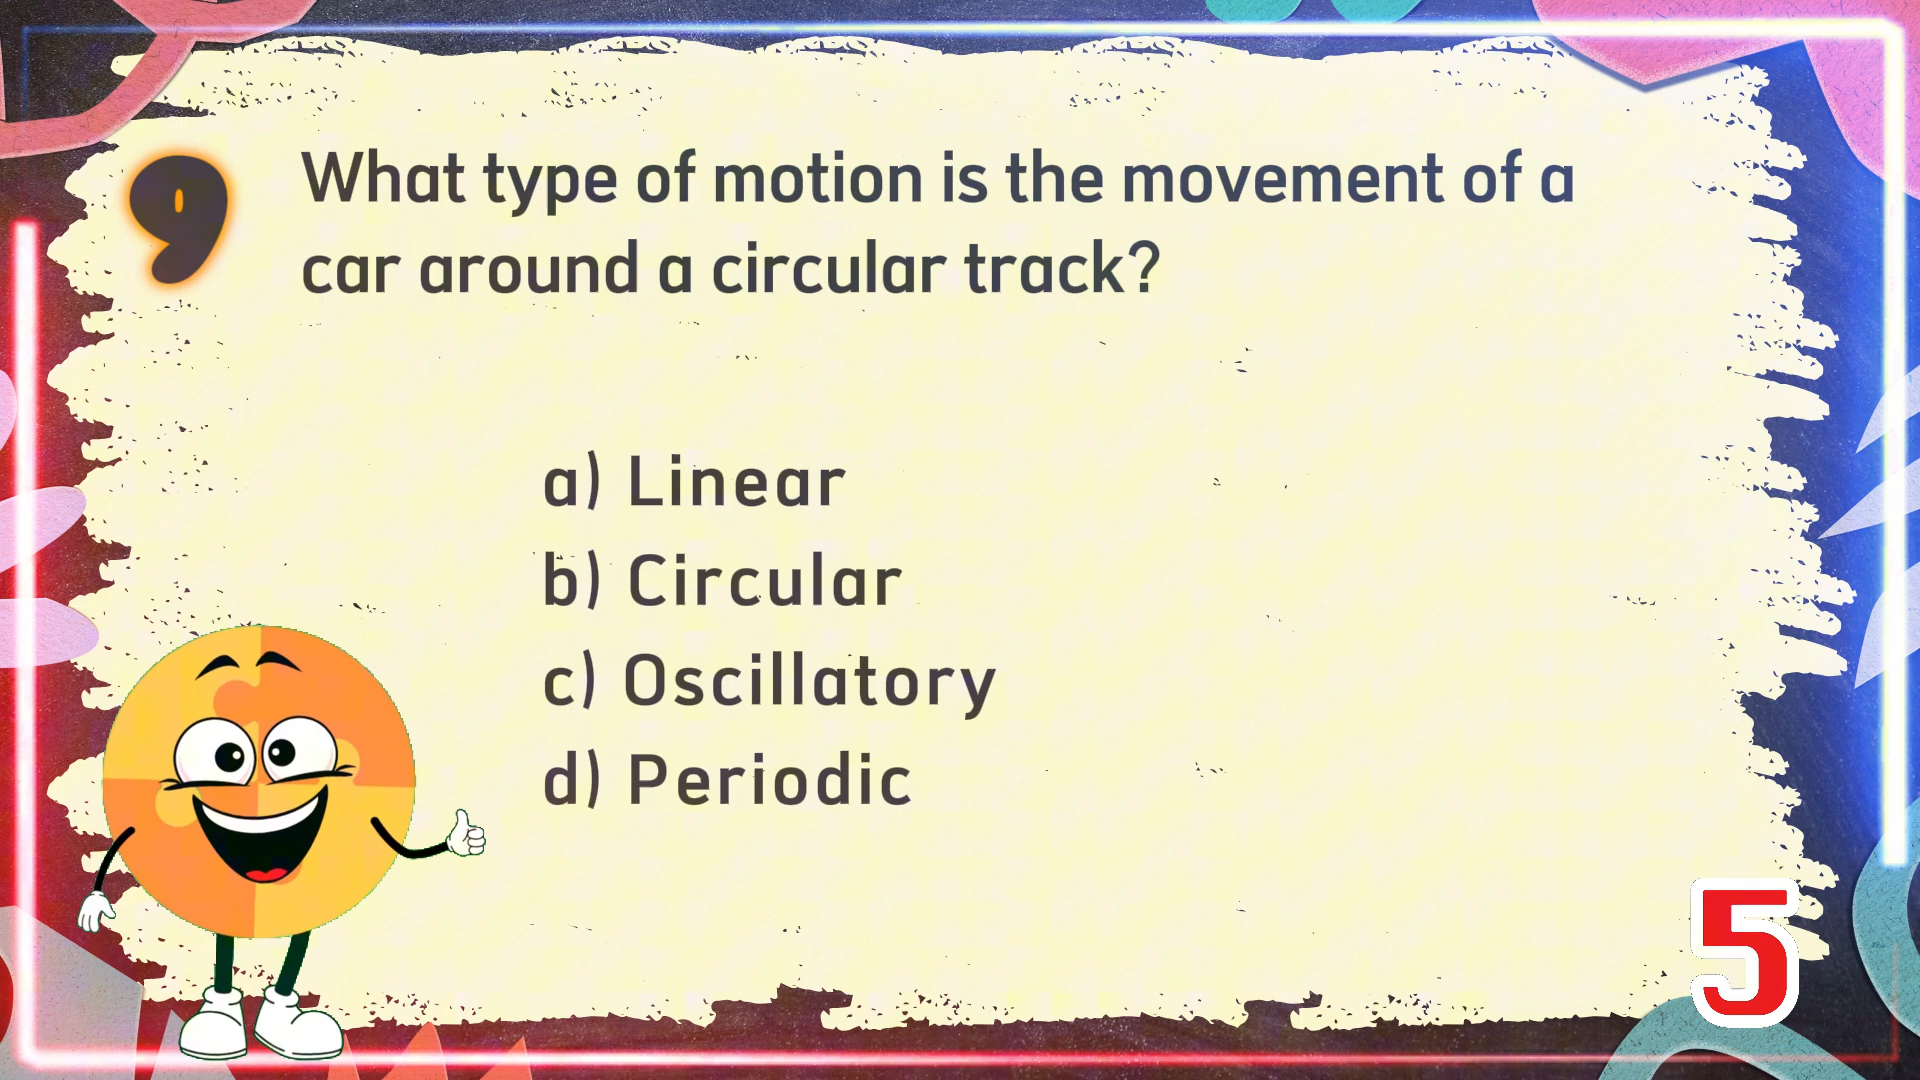 9
What type of motion is the movement of a
car around a circular track?
a) Linear
b) Circular
c) Oscillatory
d) Periodic
5